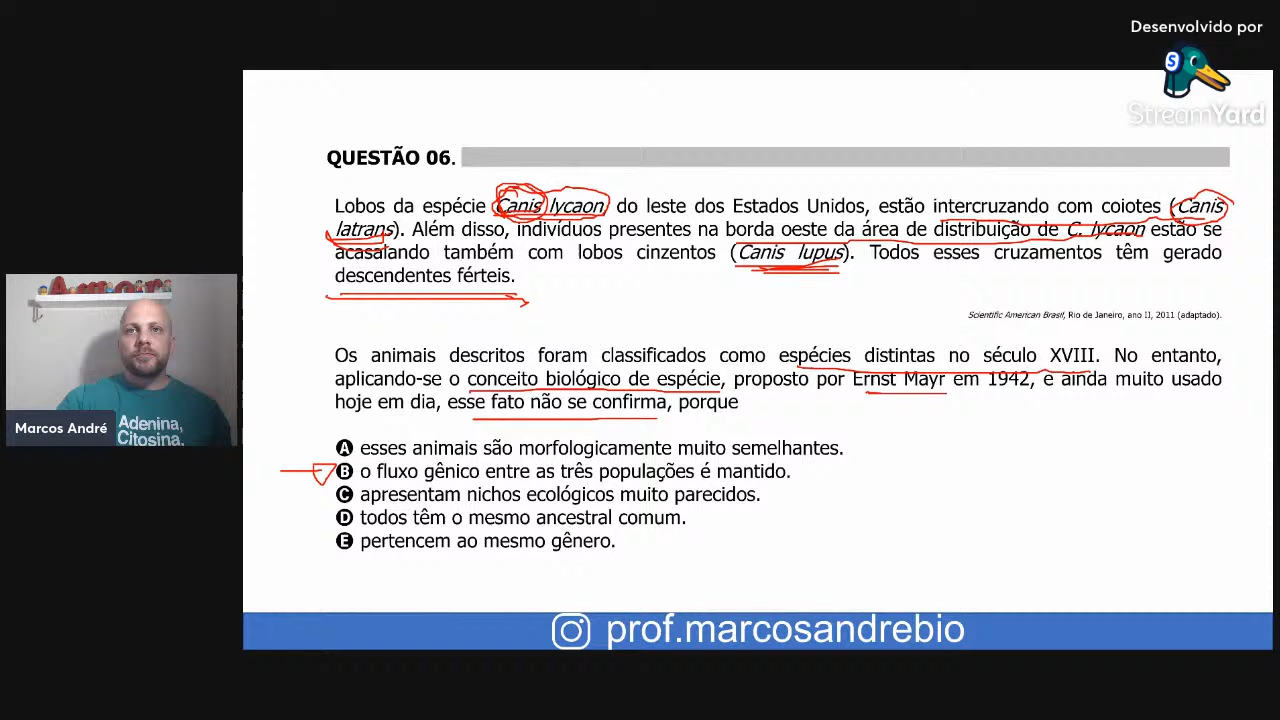 Desenvolvido por
S
StreamYard
QUESTÃO 06.
Lobos da espécie Canis lycaon, do leste dos Estados Unidos, estão intercruzando com coiotes (Canis
latrans). Além disso, indivíduos presentes na borda oeste da área de distribuição de C. lycaon estão se
acasalando também com lobos cinzentos (Canis lupus). Todos esses cruzamentos têm gerado
descendentes férteis.
Scientific American Brasil, Rio de Janeiro, ano II, 2011 (adaptado).
Os animais descritos foram classificados como espécies distintas no século XVIII. No entanto,
aplicando-se o conceito biológico de espécie, proposto por Ernst Mayr em 1942, e ainda muito usado
hoje em dia, esse fato não se confirma, porque
A esses animais são morfologicamente muito semelhantes.
B o fluxo gênico entre as três populações é mantido.
C apresentam nichos ecológicos muito parecidos.
D todos têm o mesmo ancestral comum.
E pertencem ao mesmo gênero.
Adenina,
Citosina,
Marcos André
prof.marcosandrebio